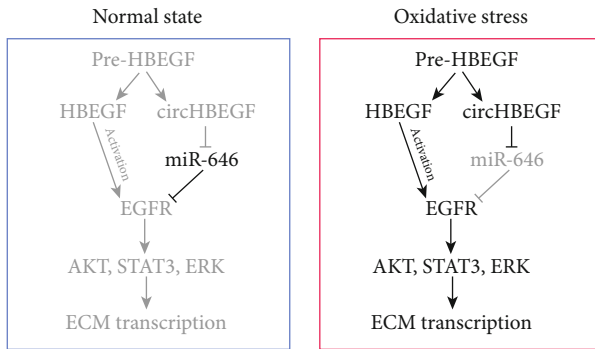 Normal state
Pre-HBEGF
HBEGF circHBEGF
Activation
miR-646
EGFR
AKT, STAT3, ERK
ECM transcription
Oxidative stress
Pre-HBEGF
HBEGF circHBEGF
Activation
miR-646
EGFR
AKT, STAT3, ERK
ECM transcription